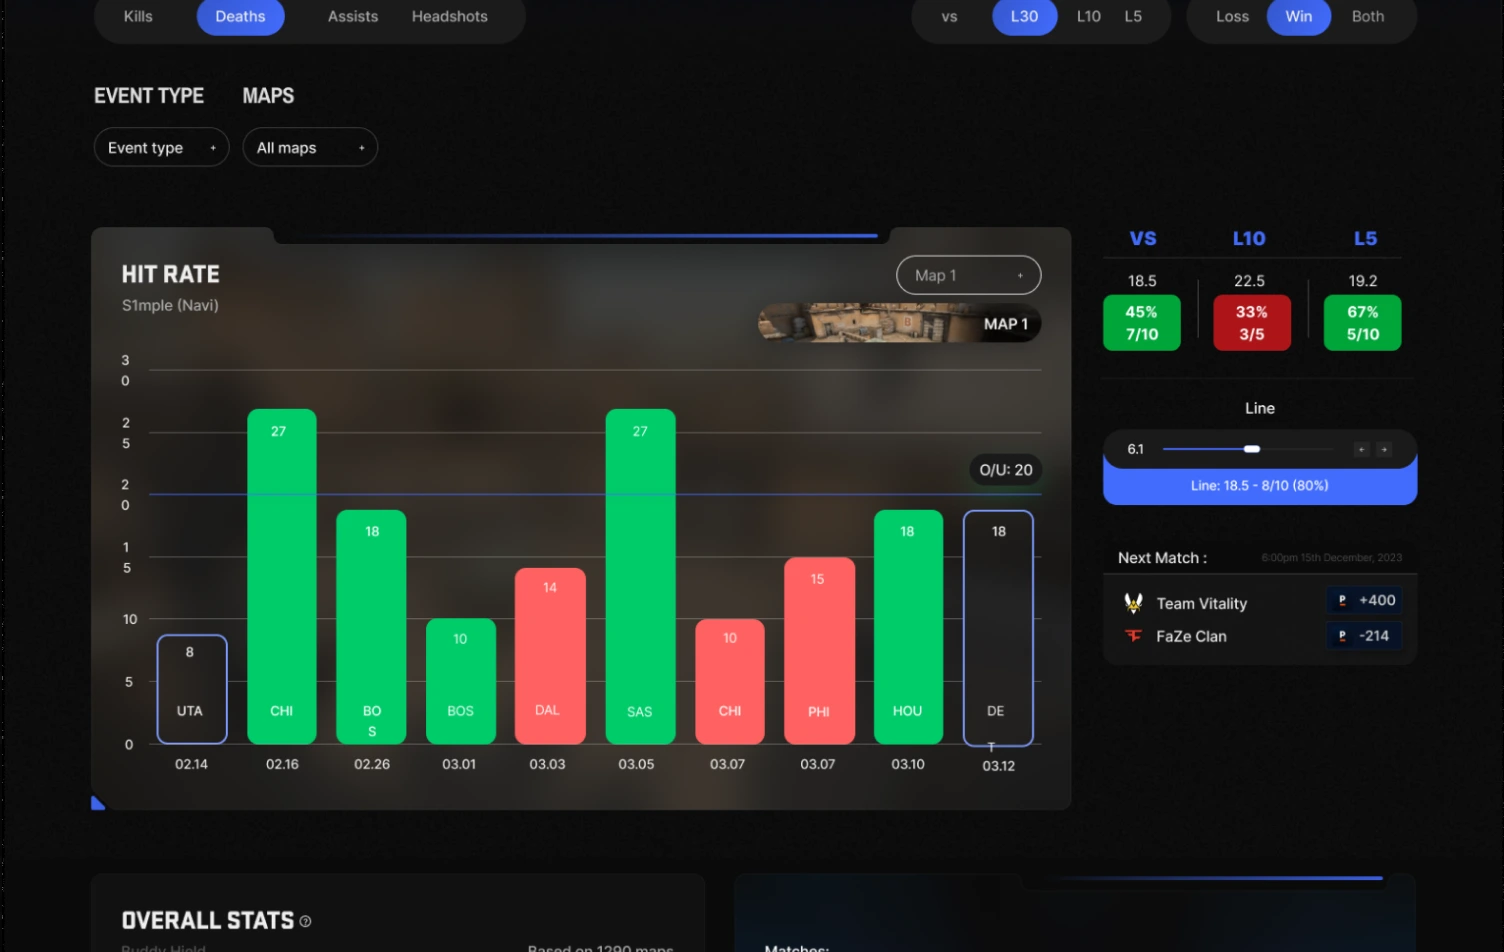 Kills Deaths Assists Headshots vs L30 L10 L5 Loss Win Both
EVENT TYPE MAPS
Event type + All maps +
HIT RATE
S1mple (Navi)
Map 1 +
MAP 1
3
0
2
5
2
0
1
5
10
5
0
O/U: 20
8
27
18
10
14
27
10
15
18
18
UTA
CHI
BO
S
BOS
DAL
SAS
CHI
PHI
HOU
DE
T
02.14 02.16 02.26 03.01 03.03 03.05 03.07 03.07 03.10 03.12
VS L10 L5
18.5 22.5 19.2
45% 33% 67%
7/10 3/5 5/10
Line
6.1
Line: 18.5 - 8/10 (80%)
Next Match : 6:00pm 15th December, 2023
Team Vitality P +400
FaZe Clan P -214
OVERALL STATS ?
Buddy Hield Based on 1290 maps
Matches: